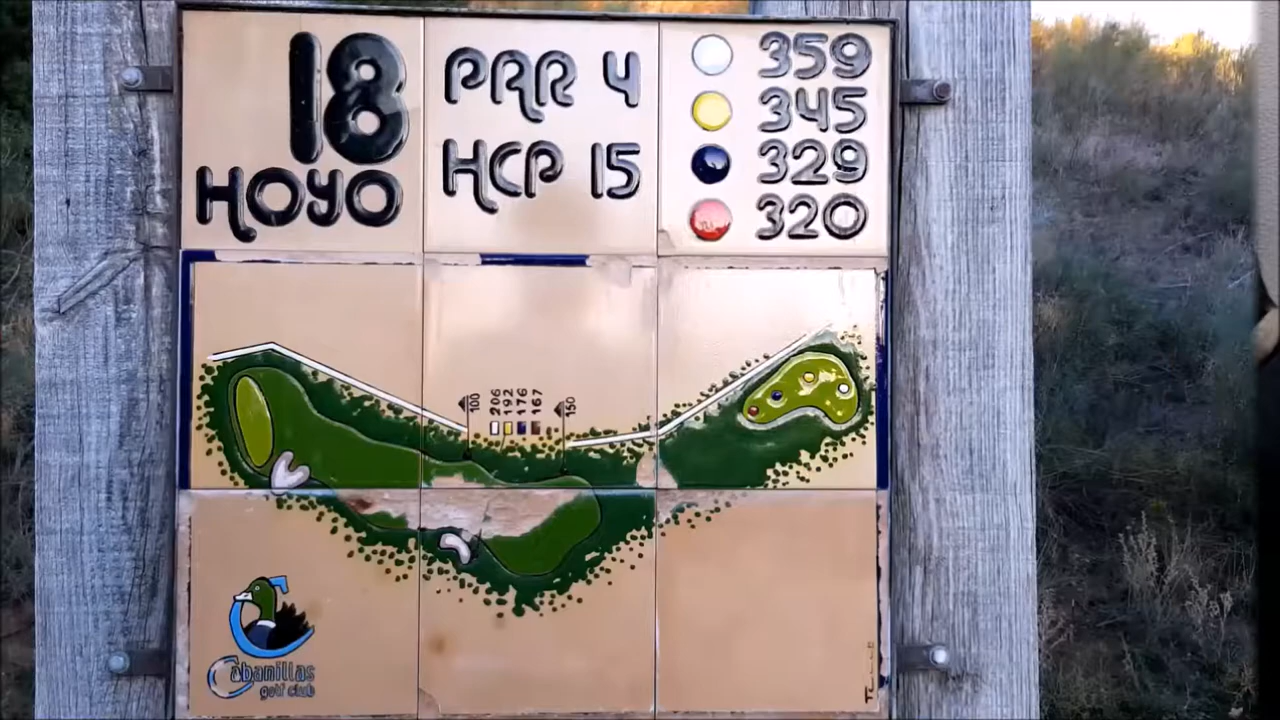 18
HOYO
PAR 4
HCP 15
359
345
329
320
100
206
192
176
167
150
Cabanillas
golf club